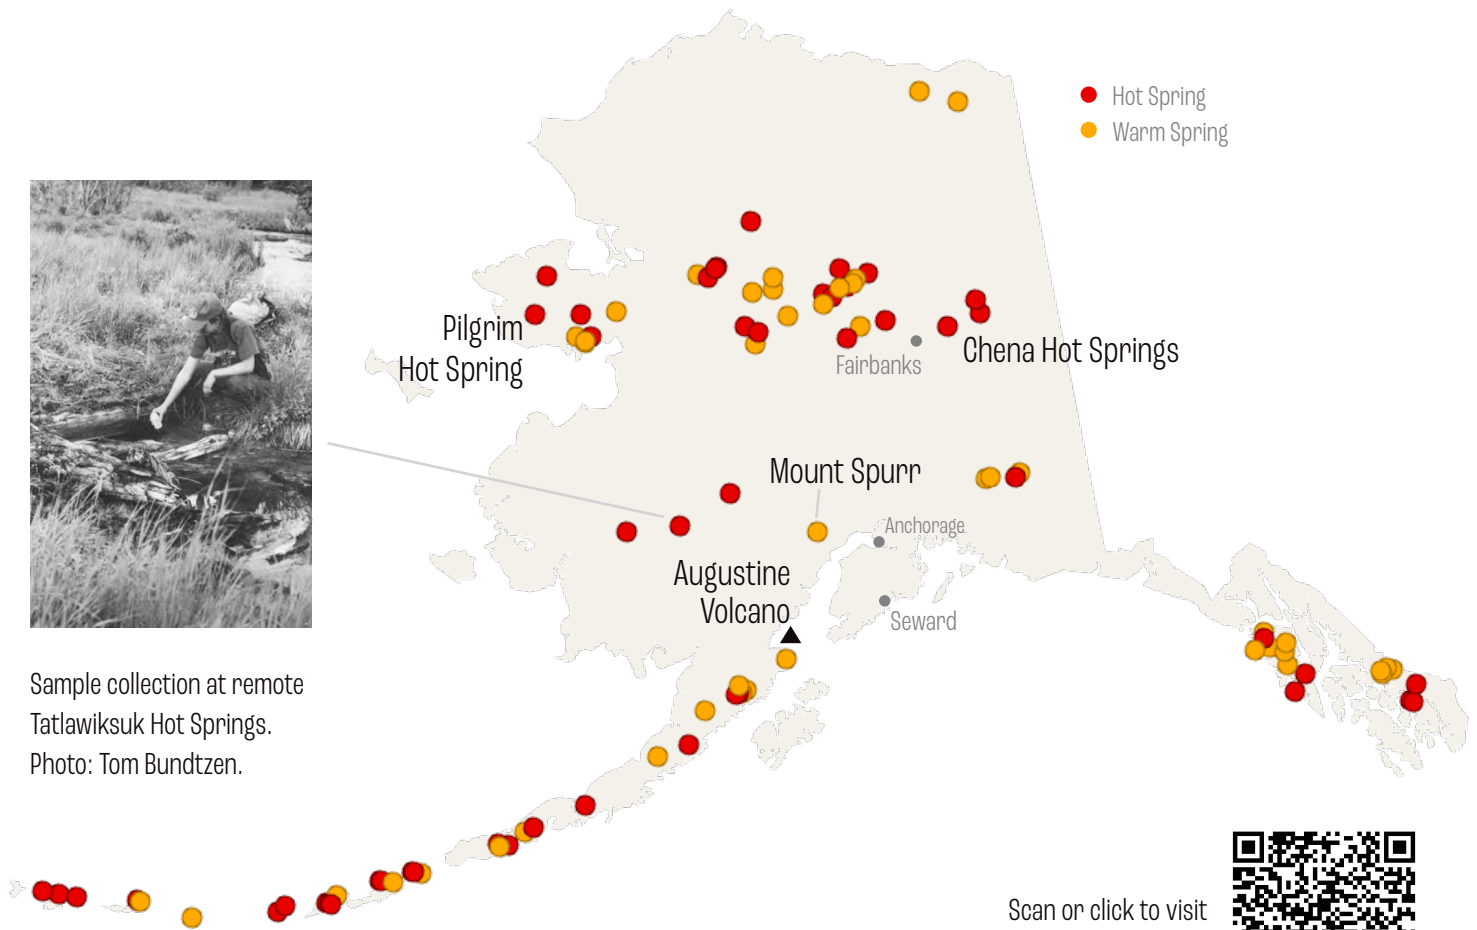 Hot Spring
Warm Spring
Pilgrim
Hot Spring
Fairbanks
Chena Hot Springs
Mount Spurr
Anchorage
Augustine
Volcano
Seward
Sample collection at remote
Tatlawiksuk Hot Springs.
Photo: Tom Bundtzen.
Scan or click to visit